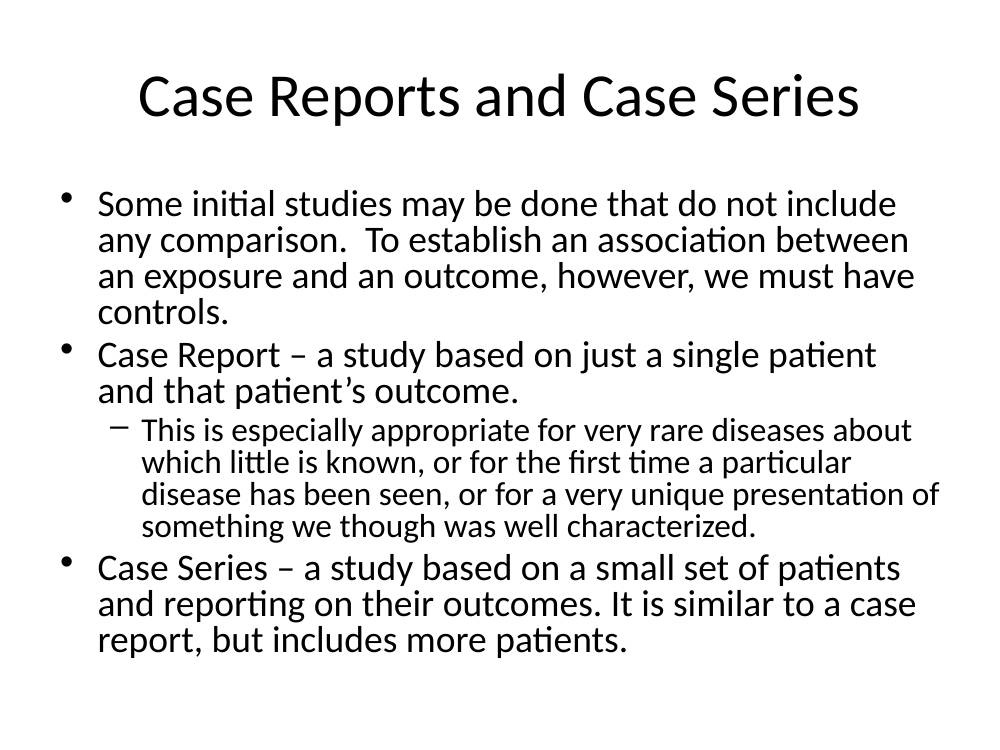 Case Reports and Case Series
• Some initial studies may be done that do not include
any comparison.  To establish an association between
an exposure and an outcome, however, we must have
controls.
• Case Report – a study based on just a single patient
and that patient’s outcome.
– This is especially appropriate for very rare diseases about
which little is known, or for the first time a particular
disease has been seen, or for a very unique presentation of
something we though was well characterized.
• Case Series – a study based on a small set of patients
and reporting on their outcomes. It is similar to a case
report, but includes more patients.